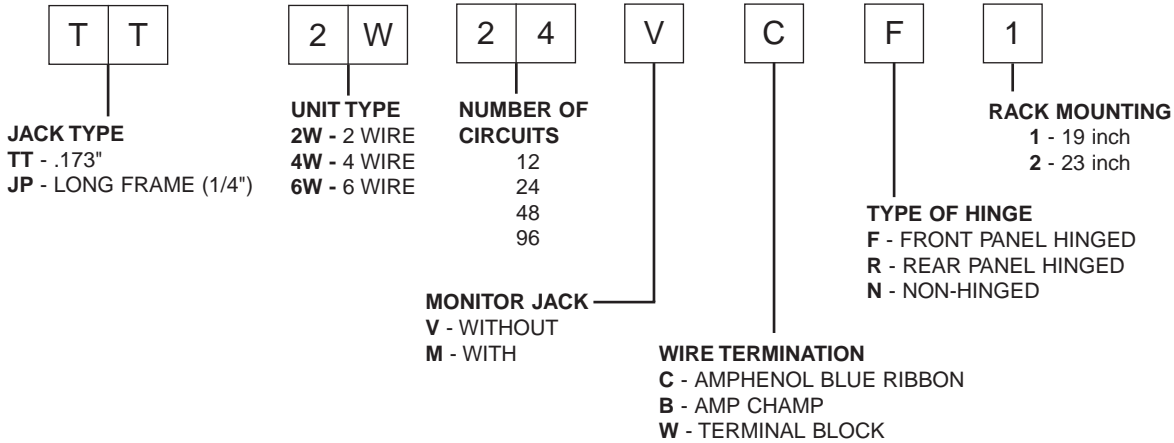 T T 2 W 2 4 V C F 1
JACK TYPE
TT - .173"
JP - LONG FRAME (1/4")
UNIT TYPE
2W - 2 WIRE
4W - 4 WIRE
6W - 6 WIRE
NUMBER OF
CIRCUITS
12
24
48
96
MONITOR JACK
V - WITHOUT
M - WITH
WIRE TERMINATION
C - AMPHENOL BLUE RIBBON
B - AMP CHAMP
W - TERMINAL BLOCK
TYPE OF HINGE
F - FRONT PANEL HINGED
R - REAR PANEL HINGED
N - NON-HINGED
RACK MOUNTING
1 - 19 inch
2 - 23 inch